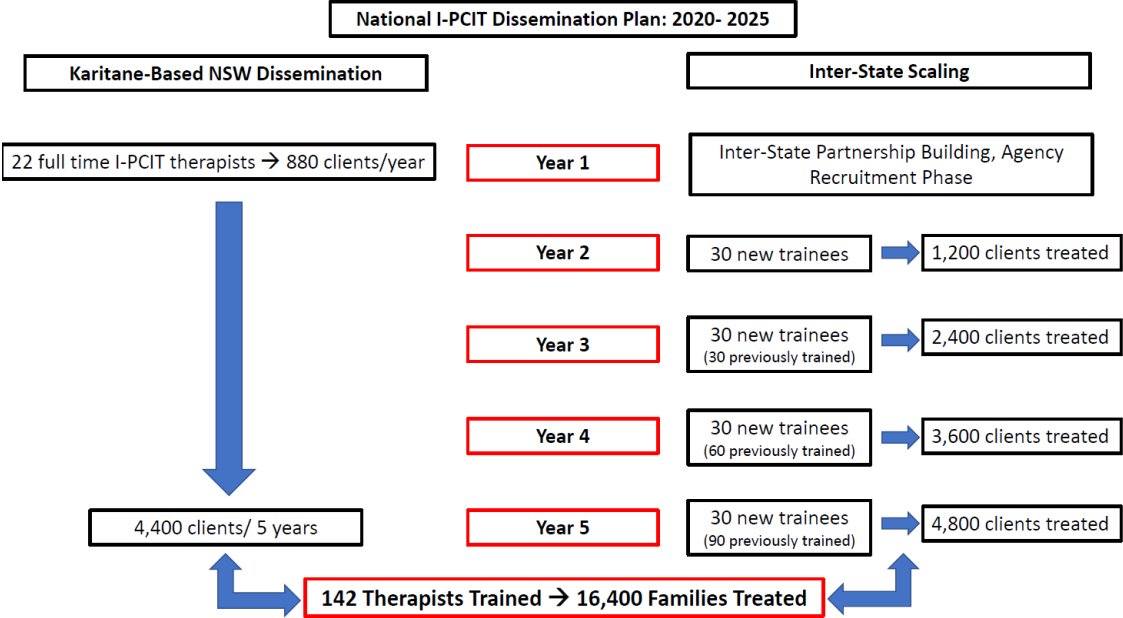 National I-PCIT Dissemination Plan: 2020- 2025
Karitane-Based NSW Dissemination
Inter-State Scaling
22 full time I-PCIT therapists → 880 clients/year
Year 1
Inter-State Partnership Building, Agency
Recruitment Phase
Year 2
30 new trainees
1,200 clients treated
Year 3
30 new trainees
(30 previously trained)
2,400 clients treated
Year 4
30 new trainees
(60 previously trained)
3,600 clients treated
4,400 clients/ 5 years
Year 5
30 new trainees
(90 previously trained)
4,800 clients treated
142 Therapists Trained → 16,400 Families Treated